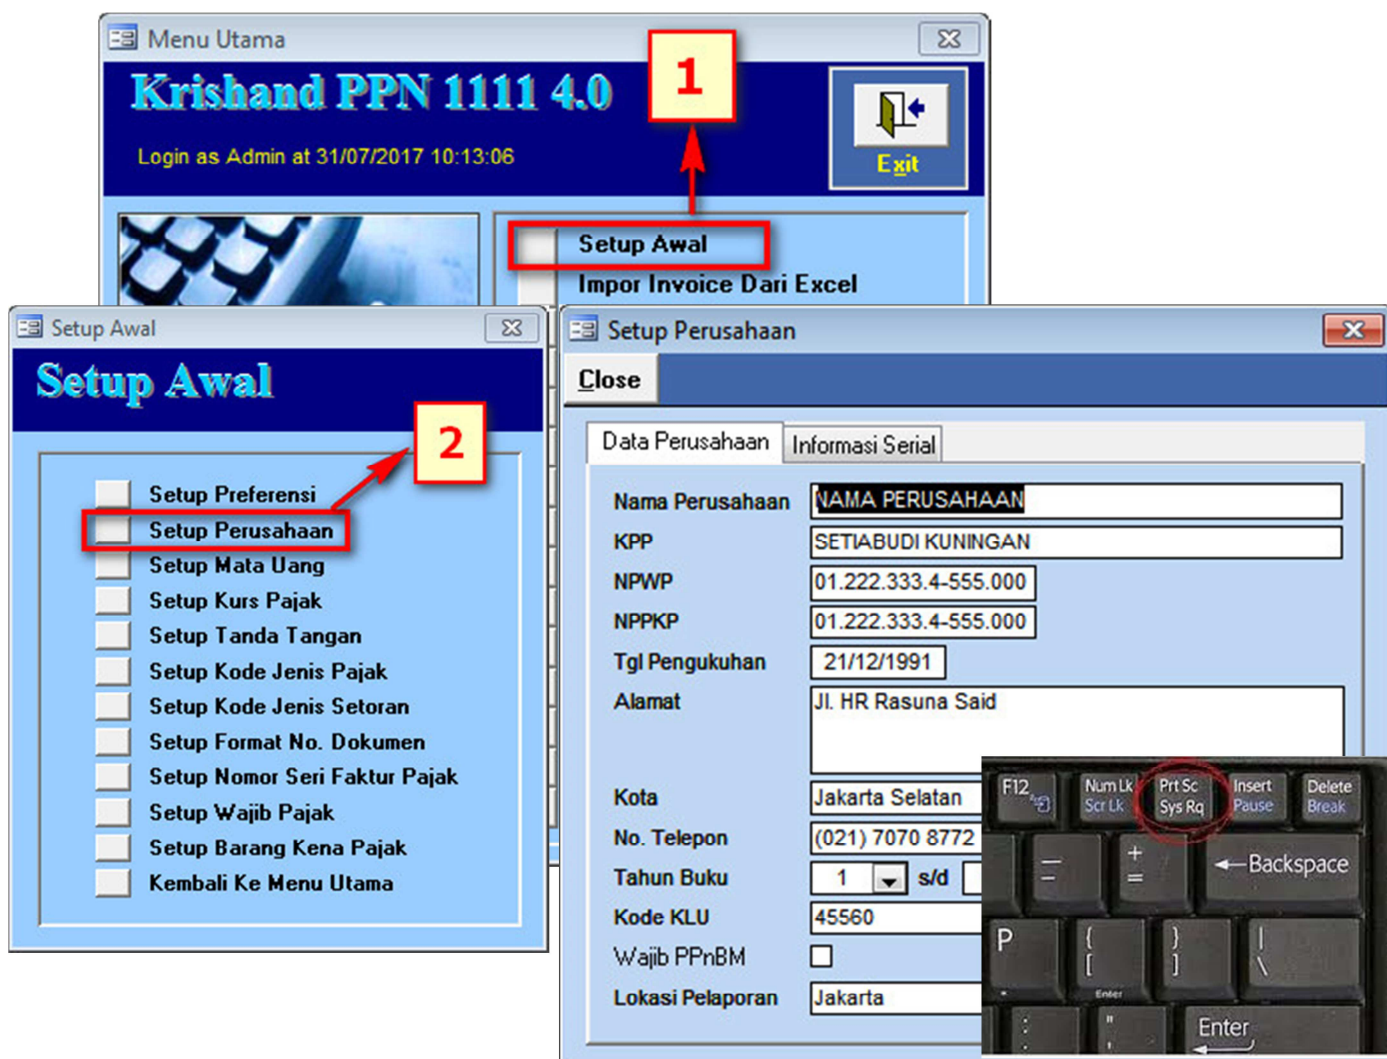 Menu Utama
Krishand PPN 1111 4.0
Login as Admin at 31/07/2017 10:13:06
Exit
1
Setup Awal
Impor Invoice Dari Excel
Setup Awal
Setup Awal
2
Setup Preferensi
Setup Perusahaan
Setup Mata Uang
Setup Kurs Pajak
Setup Tanda Tangan
Setup Kode Jenis Pajak
Setup Kode Jenis Setoran
Setup Format No. Dokumen
Setup Nomor Seri Faktur Pajak
Setup Wajib Pajak
Setup Barang Kena Pajak
Kembali Ke Menu Utama
Setup Perusahaan
Close
Data Perusahaan Informasi Serial
Nama Perusahaan NAMA PERUSAHAAN
KPP SETIABUDI KUNINGAN
NPWP 01.222.333.4-555.000
NPPKP 01.222.333.4-555.000
Tgl Pengukuhan 21/12/1991
Alamat Jl. HR Rasuna Said
Kota Jakarta Selatan
No. Telepon (021) 7070 8772
Tahun Buku 1 s/d
Kode KLU 45560
Wajib PPnBM
Lokasi Pelaporan Jakarta
F12 Num Lk Prt Sc Insert Delete
Scr Lk Sys Rq Pause Break
— + = ←Backspace
P { [ } ] | \
Enter
: ; " ' Enter